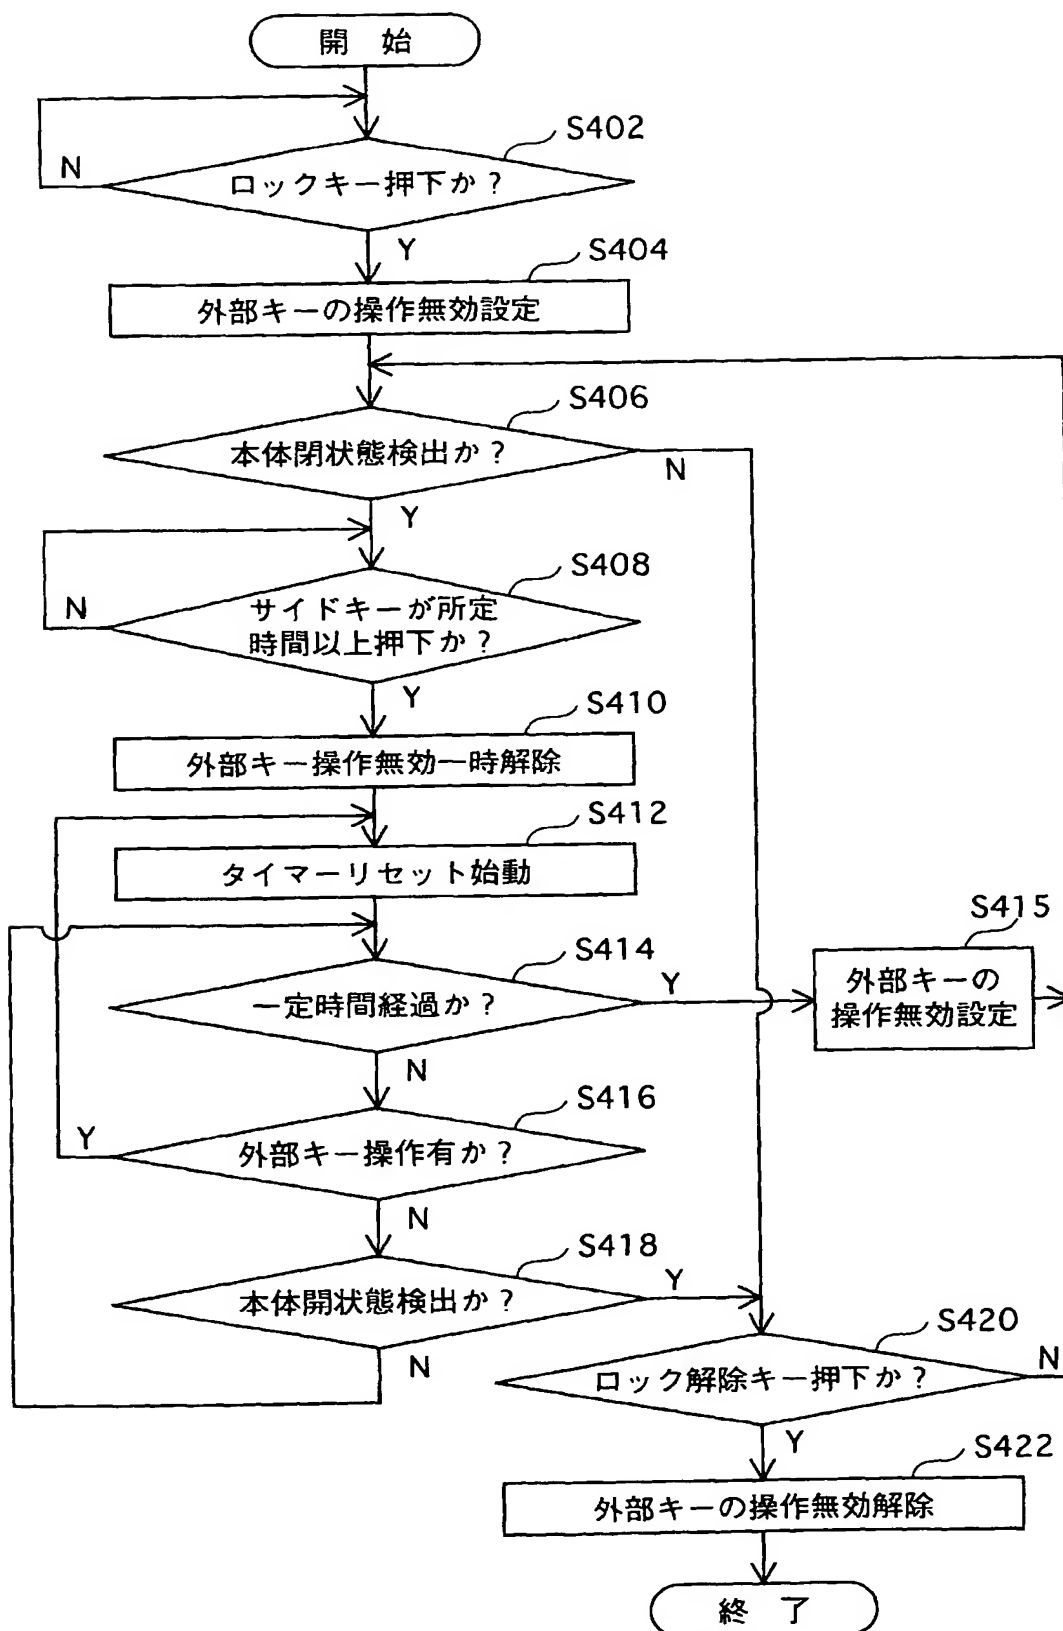 開 始
S402
ロックキー押下か?
N
Y
S404
外部キーの操作無効設定
S406
本体閉状態検出か?
N
Y
S408
サイドキーが所定
時間以上押下か?
N
Y
S410
外部キー操作無効一時解除
S412
タイマーリセット始動
S414
一定時間経過か?
Y
S415
外部キーの
操作無効設定
N
S416
外部キー操作有か?
Y
N
S418
本体開状態検出か?
Y
N
S420
ロック解除キー押下か?
N
Y
S422
外部キーの操作無効解除
終 了